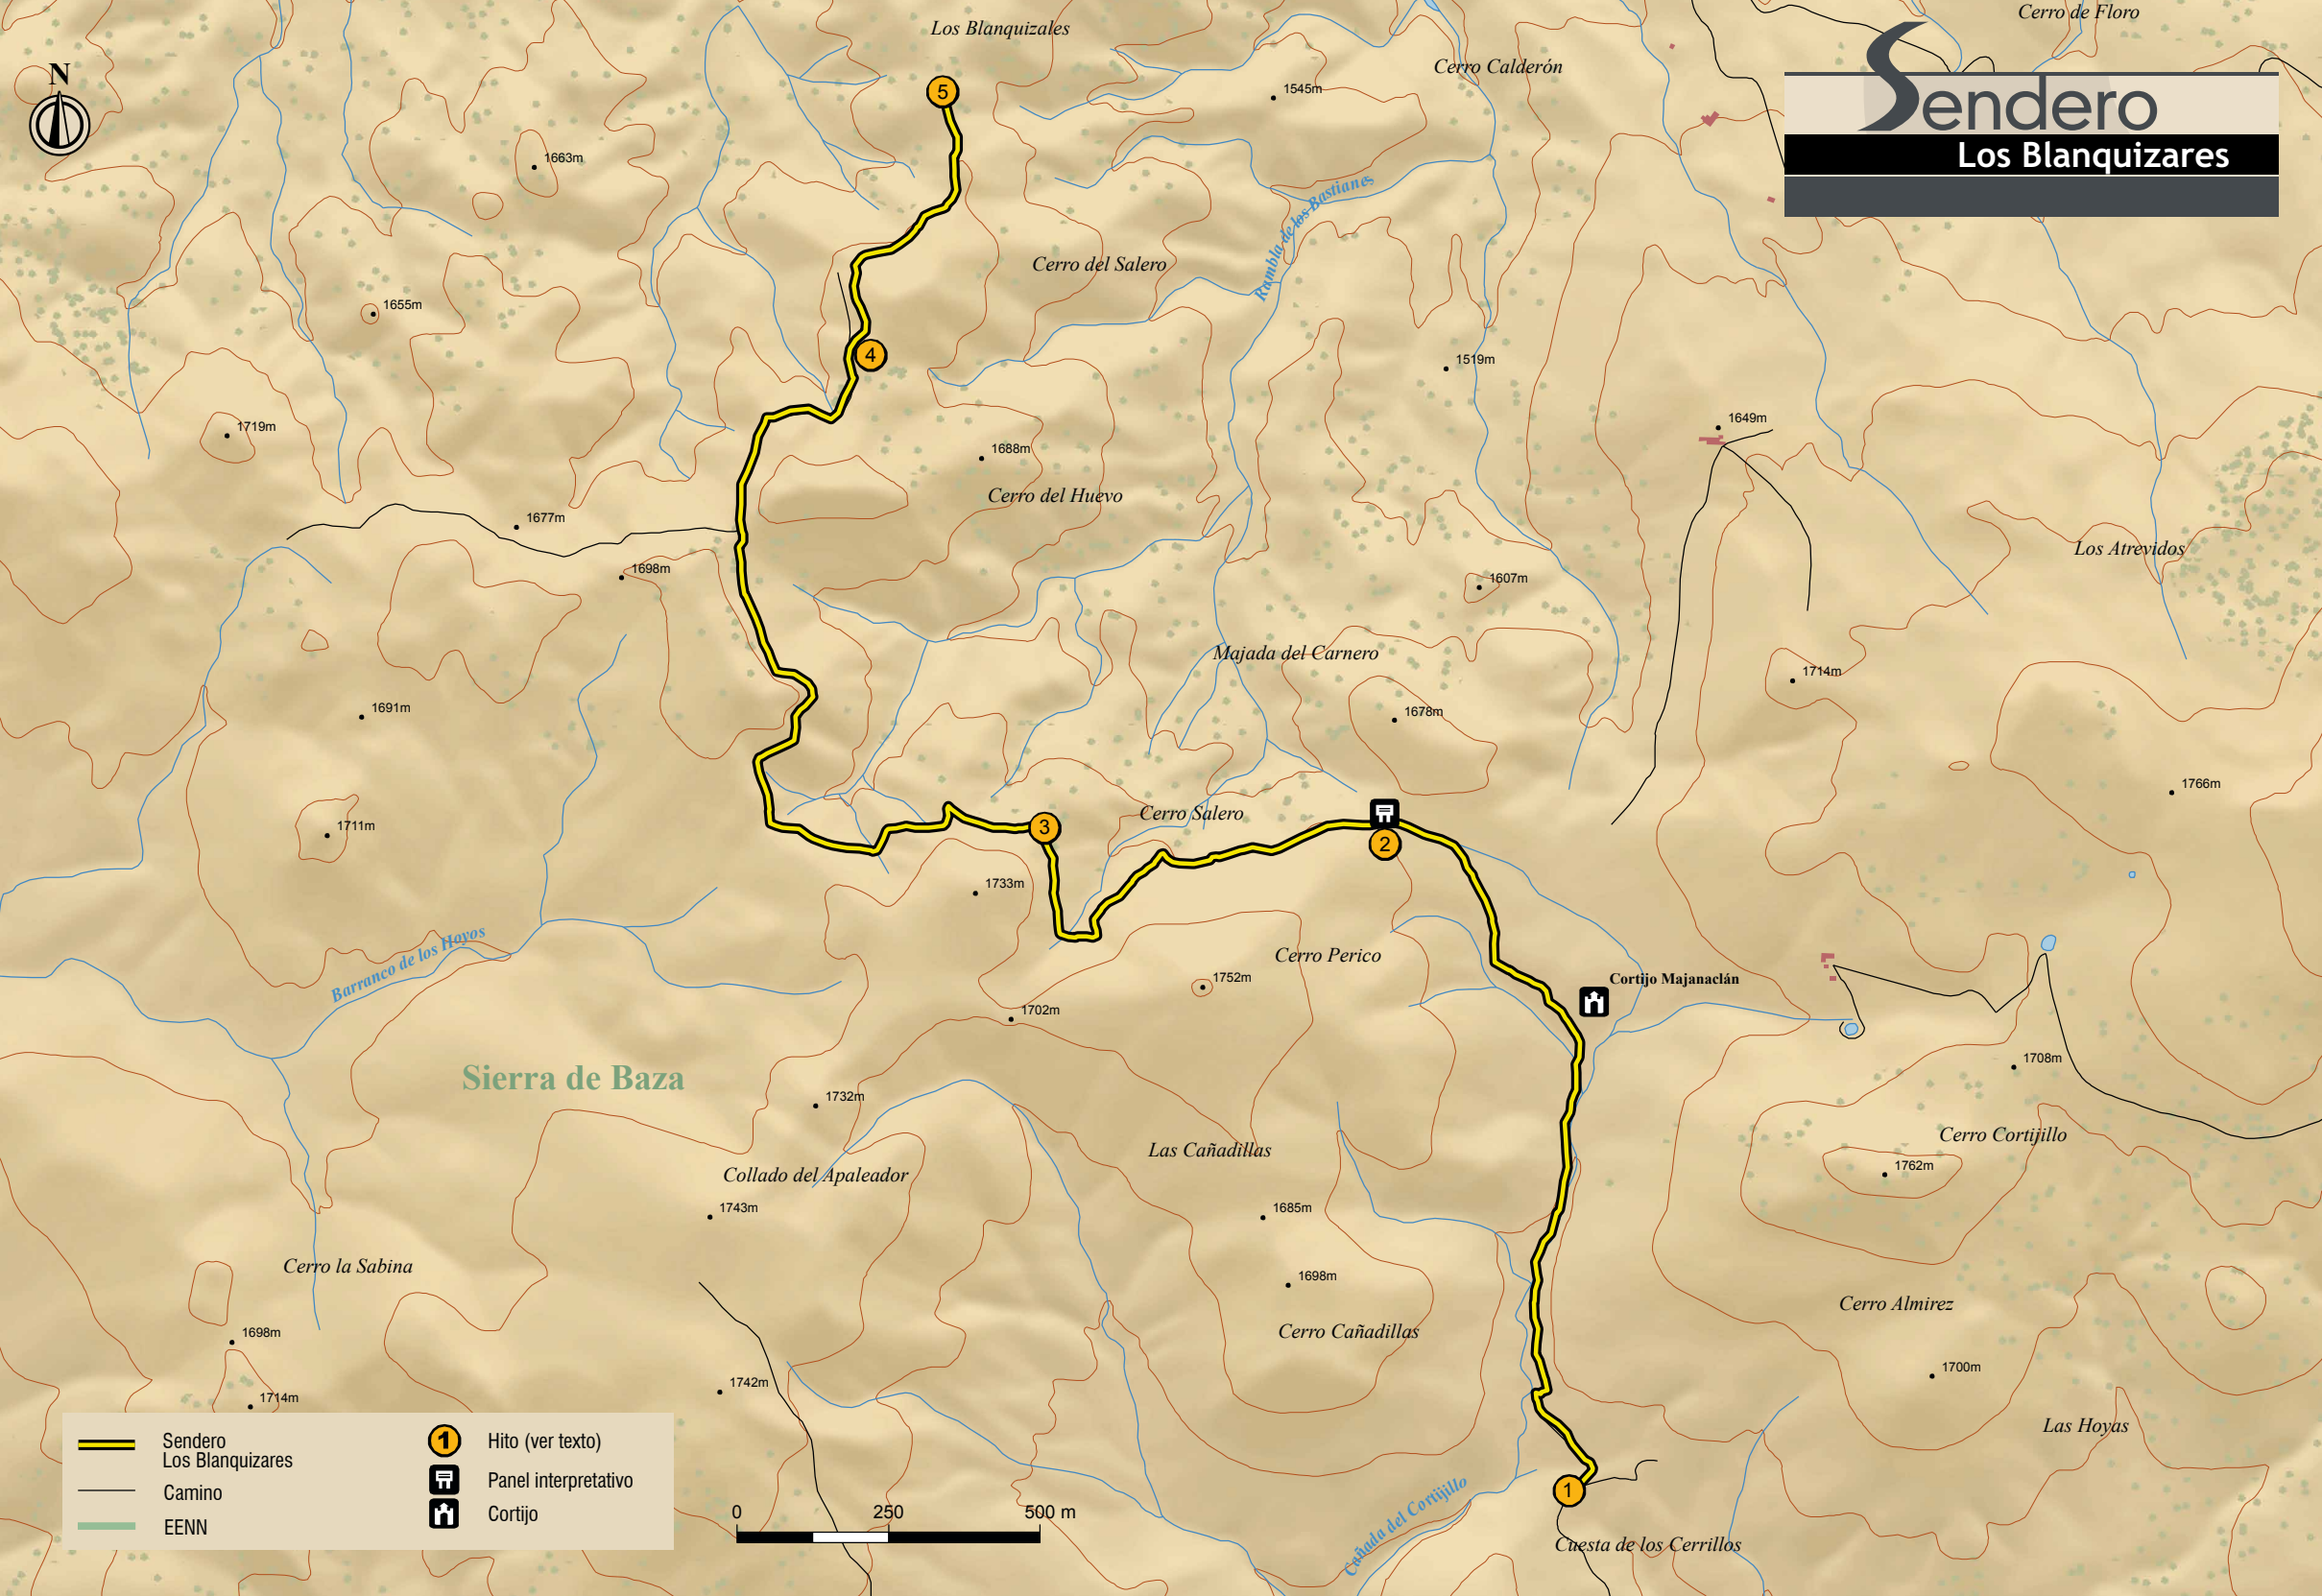 Los Blanquizales
Cerro de Floro
N
5
Cerro Calderón
1545m
Sendero
Los Blanquizares
1663m
Rambla de los Bastianes
Cerro del Salero
1655m
4
1519m
1719m
1649m
1688m
Cerro del Huevo
1677m
Los Atrevidos
1698m
1607m
Majada del Carnero
1714m
1691m
1678m
1766m
Cerro Salero
1711m
3
2
1733m
Barranco de los Hoyos
Cerro Perico
1752m
Cortijo Majanaclán
1702m
1708m
Sierra de Baza
1732m
Cerro Cortijillo
Las Cañadillas
1762m
Collado del Apaleador
1743m
1685m
Cerro la Sabina
1698m
Cerro Almirez
Cerro Cañadillas
1698m
1742m
1700m
1714m
Las Hoyas
Sendero
Los Blanquizares
Camino
EENN
1
Hito (ver texto)
Panel interpretativo
Cortijo
0 250 500 m
1
Cañada del Cortijillo
Cuesta de los Cerrillos